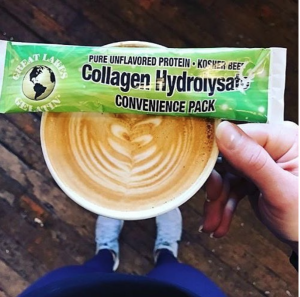 GREAT LAKES
GELATIN
PURE UNFLAVORED PROTEIN • KOSHER BEEF
Collagen Hydrolysate
CONVENIENCE PACK